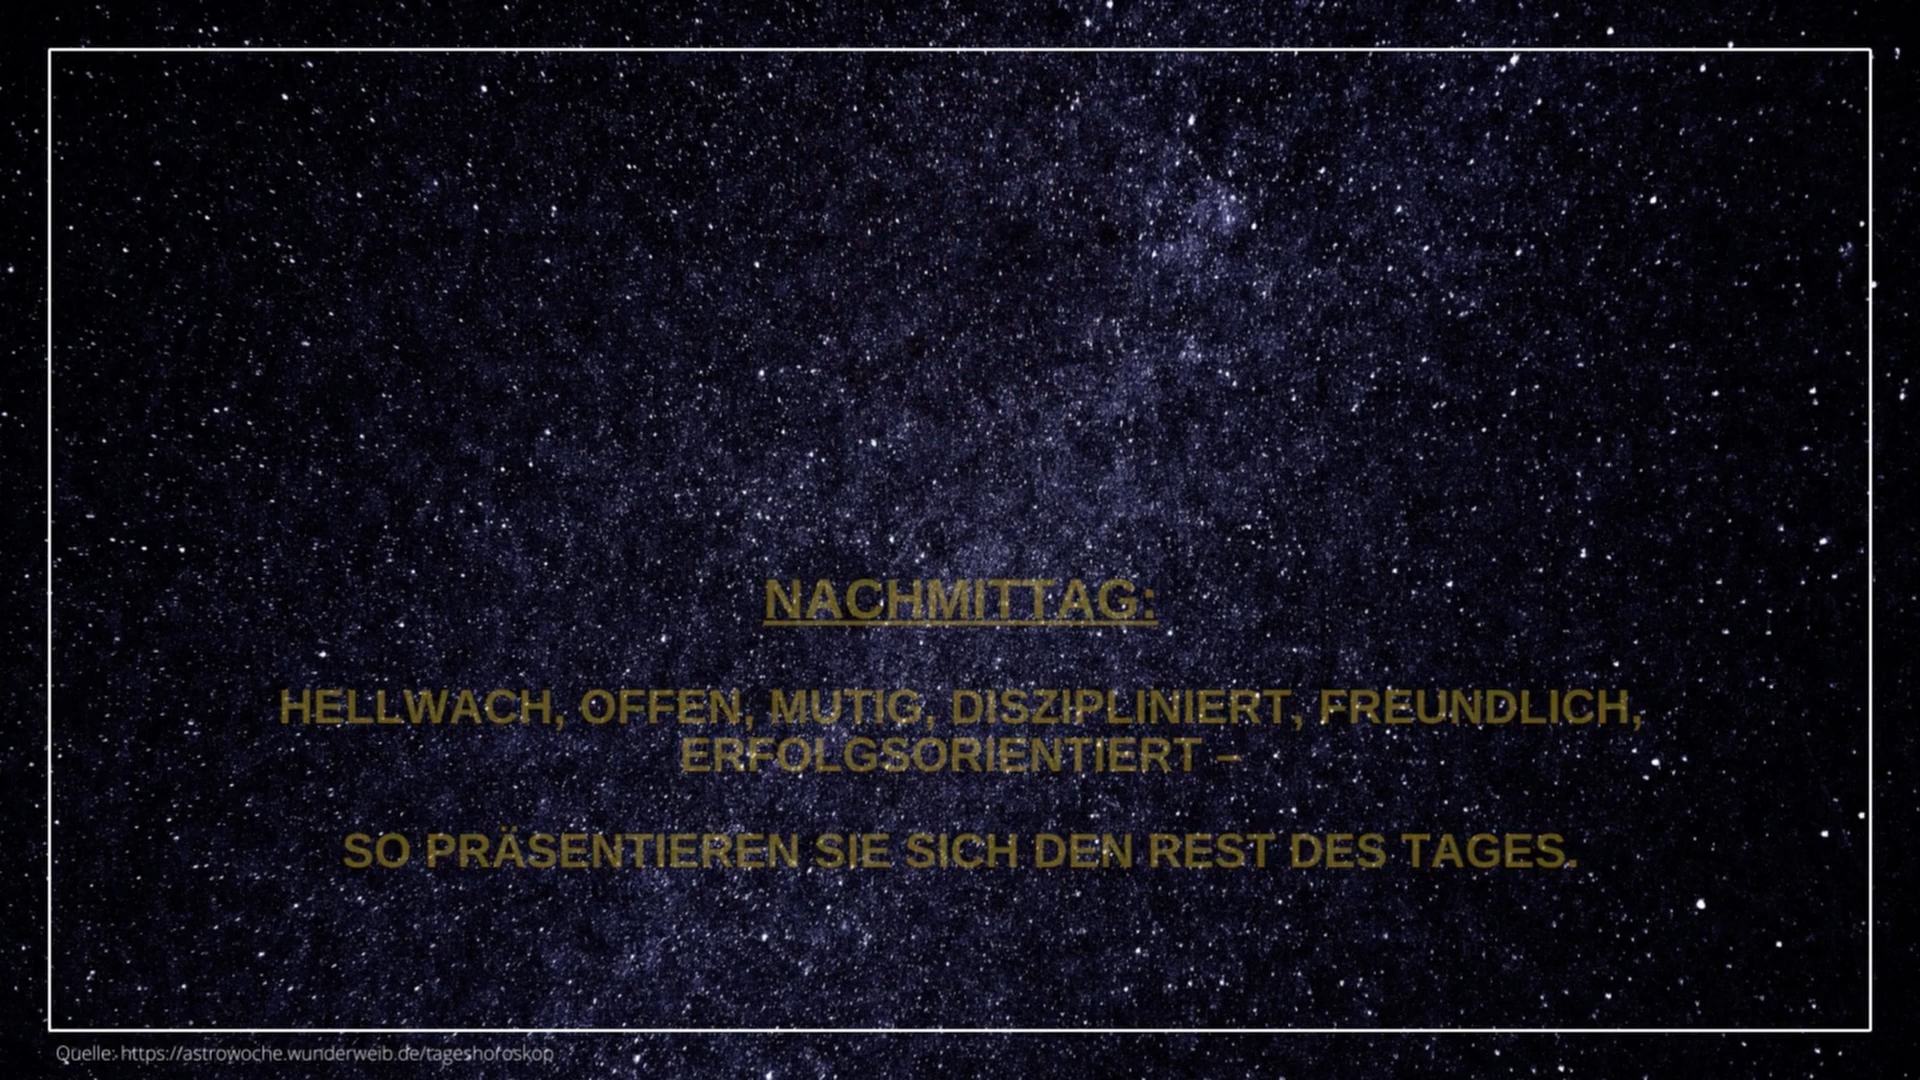 NACHMITTAG:
HELLWACH, OFFEN, MUTIG, DISZIPLINIERT, FREUNDLICH,
ERFOLGSORIENTIERT –
SO PRÄSENTIEREN SIE SICH DEN REST DES TAGES.
Quelle: https://astrowoche.wunderweib.de/tageshoroskop